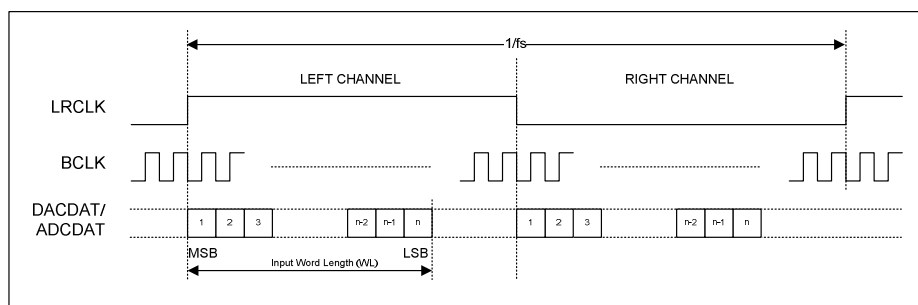 1/fs
LEFT CHANNEL RIGHT CHANNEL
LRCLK
BCLK
DACDAT/
ADCDAT
1 2 3 n-2 n-1 n 1 2 3 n-2 n-1 n
MSB LSB
Input Word Length (WL)